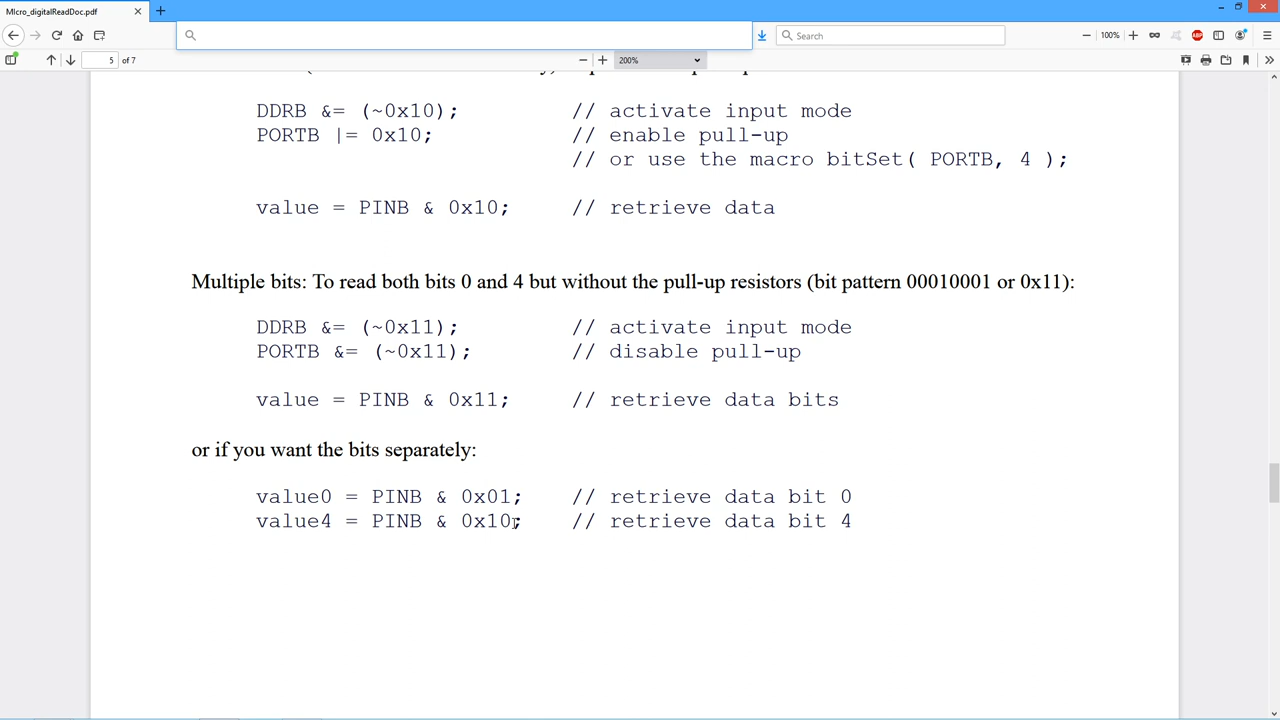 MIcro_digitalReadDoc.pdf
Search
100%
5 of 7
200%
DDRB &= (~0x10); // activate input mode
PORTB |= 0x10; // enable pull-up
// or use the macro bitSet( PORTB, 4 );
value = PINB & 0x10; // retrieve data
Multiple bits: To read both bits 0 and 4 but without the pull-up resistors (bit pattern 00010001 or 0x11):
DDRB &= (~0x11); // activate input mode
PORTB &= (~0x11); // disable pull-up
value = PINB & 0x11; // retrieve data bits
or if you want the bits separately:
value0 = PINB & 0x01; // retrieve data bit 0
value4 = PINB & 0x10; // retrieve data bit 4